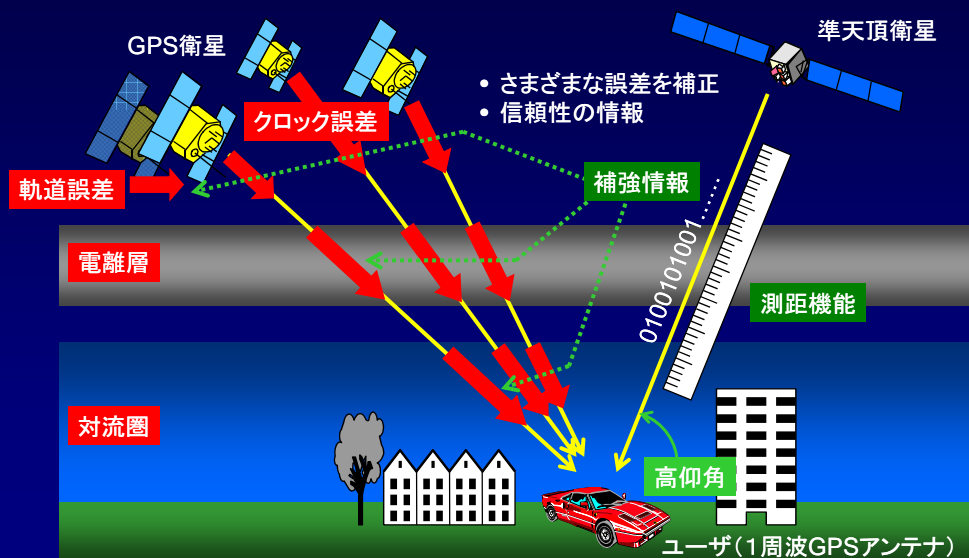 GPS衛星
準天頂衛星
• さまざまな誤差を補正
• 信頼性の情報
クロック誤差
軌道誤差
補強情報
電離層
0100101001.....
測距機能
対流圏
高仰角
ユーザ(1周波GPSアンテナ)